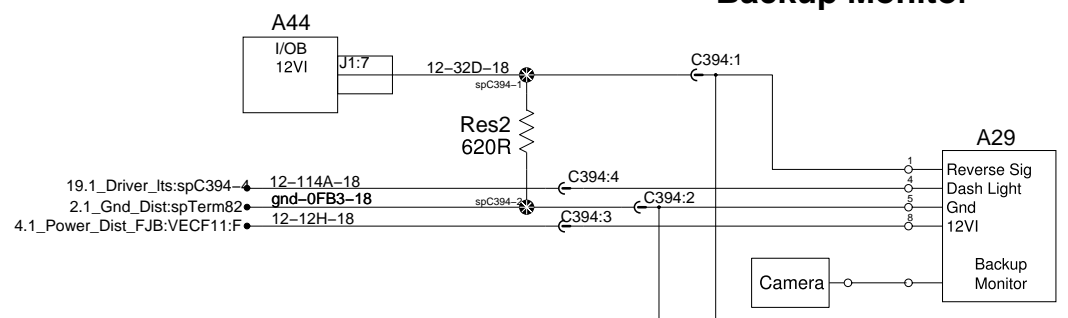 Backup Monitor
A44
I/OB
12VI
J1:7
12-32D-18
spC394-1
C394:1
Res2
620R
A29
19.1_Driver_lts:spC394-4
12-114A-18
C394:4
1
Reverse Sig
4
Dash Light
2.1_Gnd_Dist:spTerm82
gnd-0FB3-18
spC394-2
C394:2
5
Gnd
4.1_Power_Dist_FJB:VECF11:F
12-12H-18
C394:3
8
12VI
Camera
Backup
Monitor